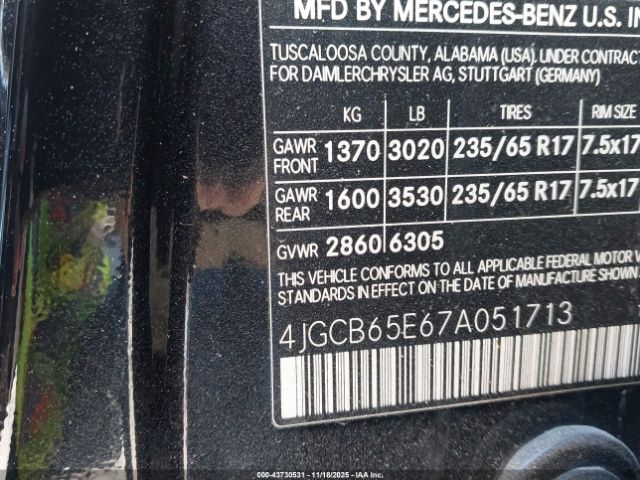 MFD BY MERCEDES-BENZ U.S. IN
TUSCALOOSA COUNTY, ALABAMA (USA). UNDER CONTRACT
FOR DAIMLERCHRYSLER AG, STUTTGART (GERMANY)
KG LB TIRES RIM SIZE
GAWR FRONT 1370 3020 235/65 R17 7.5x17
GAWR REAR 1600 3530 235/65 R17 7.5x17
GVWR 2860 6305
THIS VEHICLE CONFORMS TO ALL APPLICABLE FEDERAL MOTOR V
STANDARDS IN EFFECT ON THE DATE OF MANUFACTURE SHOWN
4JGCB65E67A051713
000-43730531 - 11/18/2025 - IAA Inc.